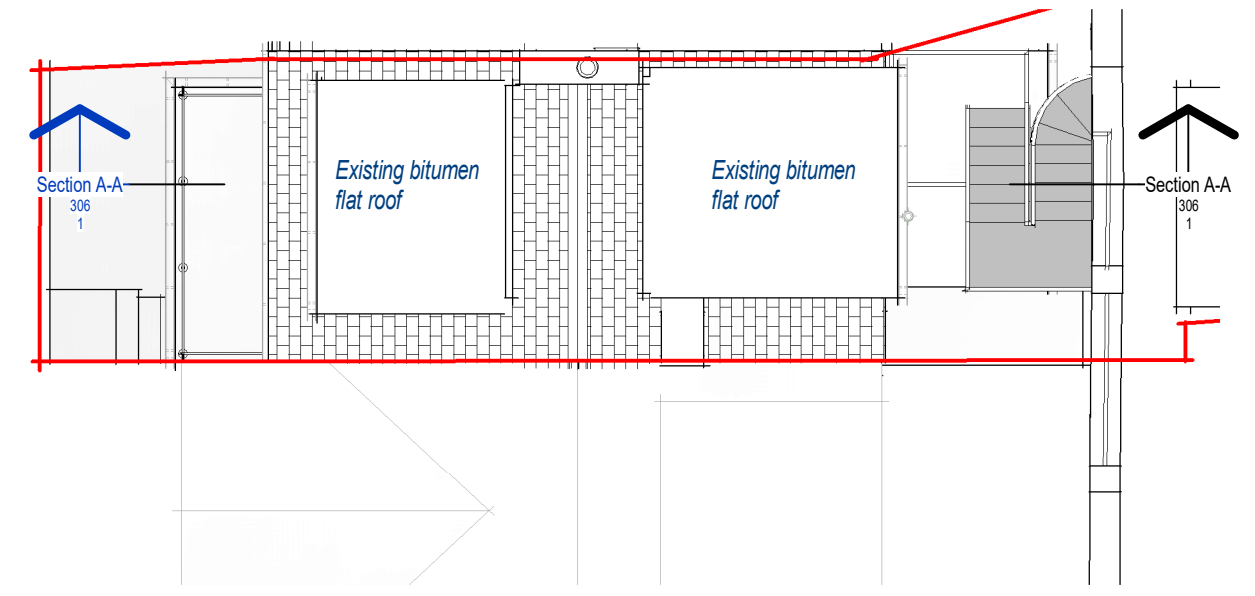 Existing bitumen
flat roof
Existing bitumen
flat roof
Section A-A
306
1
Section A-A
306
1